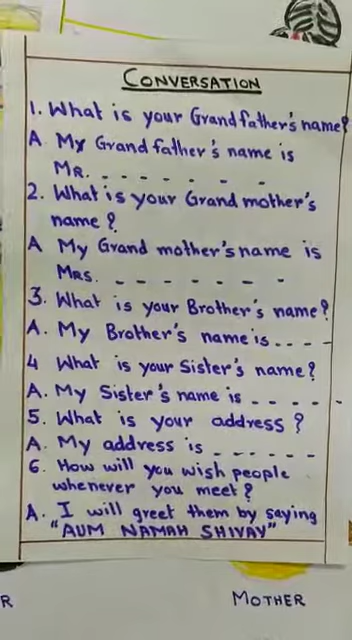 CONVERSATION
1. What is your Grandfather's name?
A My Grandfather's name is
MR. - - - - - - -
2. What is your Grand mother's
name?
A My Grand mother's name is
MRS. - - - - - - -
3. What is your Brother's name?
A. My Brother's name is - - - -
4 What is your Sister's name?
A. My Sister's name is - - - - -
5. What is your address?
A. My address is - - - - - -
6. How will you wish people
whenever you meet?
A. I will greet them by saying
"AUM NAMAH SHIVAY"
R
MOTHER